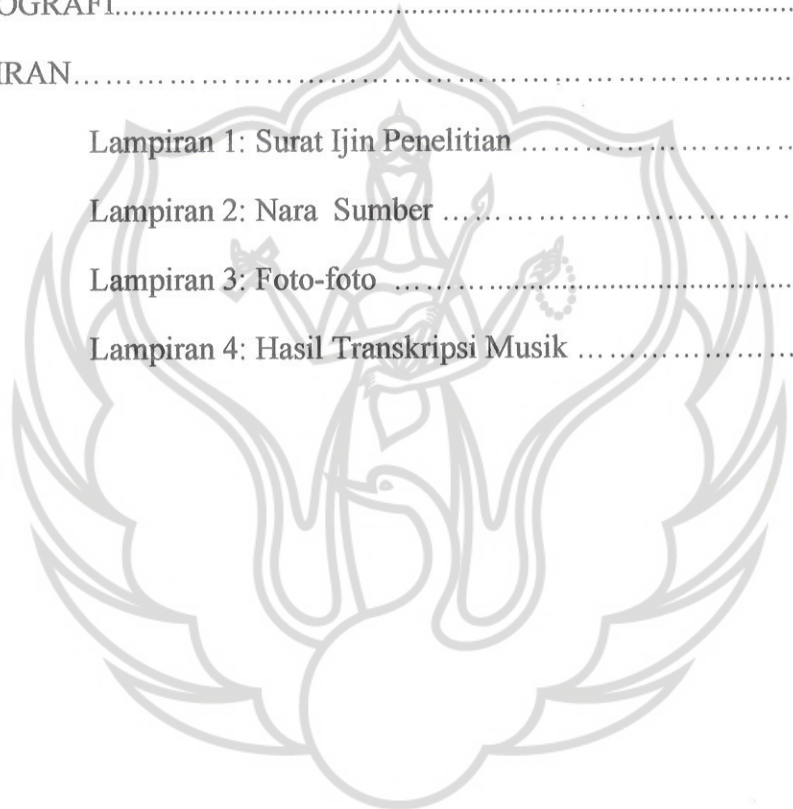 OGRAFI..........................................................................
IRAN..........................................................................
Lampiran 1: Surat Ijin Penelitian ..............................
Lampiran 2: Nara Sumber ........................................
Lampiran 3: Foto-foto .............................................
Lampiran 4: Hasil Transkripsi Musik ........................